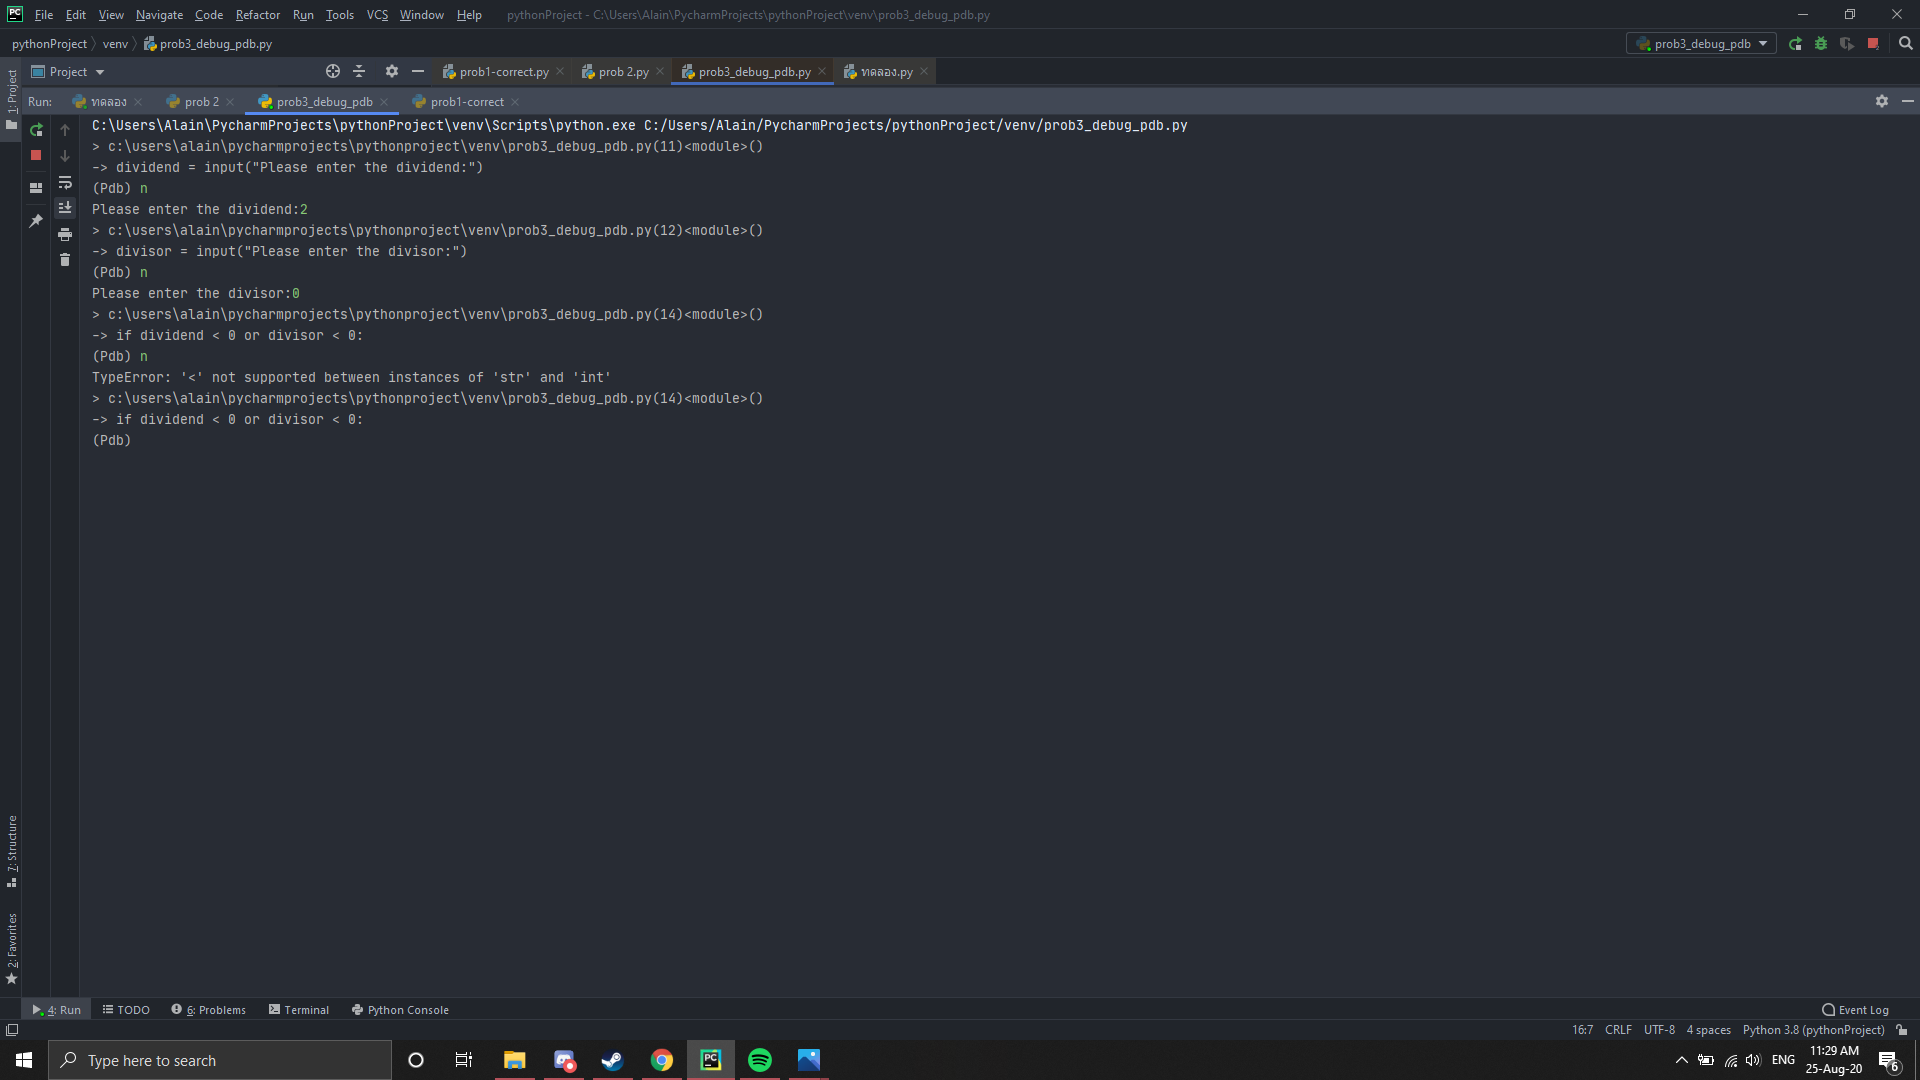 PC File Edit View Navigate Code Refactor Run Tools VCS Window Help pythonProject - C:\Users\Alain\PycharmProjects\pythonProject\venv\prob3_debug_pdb.py
pythonProject venv prob3_debug_pdb.py prob3_debug_pdb
1: Project
Project prob1-correct.py prob 2.py prob3_debug_pdb.py ทดลอง.py
Run: ทดลอง prob 2 prob3_debug_pdb prob1-correct
C:\Users\Alain\PycharmProjects\pythonProject\venv\Scripts\python.exe C:/Users/Alain/PycharmProjects/pythonProject/venv/prob3_debug_pdb.py
> c:\users\alain\pycharmprojects\pythonproject\venv\prob3_debug_pdb.py(11)<module>()
-> dividend = input("Please enter the dividend:")
(Pdb) n
Please enter the dividend:2
> c:\users\alain\pycharmprojects\pythonproject\venv\prob3_debug_pdb.py(12)<module>()
-> divisor = input("Please enter the divisor:")
(Pdb) n
Please enter the divisor:0
> c:\users\alain\pycharmprojects\pythonproject\venv\prob3_debug_pdb.py(14)<module>()
-> if dividend < 0 or divisor < 0:
(Pdb) n
TypeError: '<' not supported between instances of 'str' and 'int'
> c:\users\alain\pycharmprojects\pythonproject\venv\prob3_debug_pdb.py(14)<module>()
-> if dividend < 0 or divisor < 0:
(Pdb)
7: Structure
2: Favorites
4: Run TODO 6: Problems Terminal Python Console Event Log
16:7 CRLF UTF-8 4 spaces Python 3.8 (pythonProject)
Type here to search PC ENG 11:29 AM
25-Aug-20 6